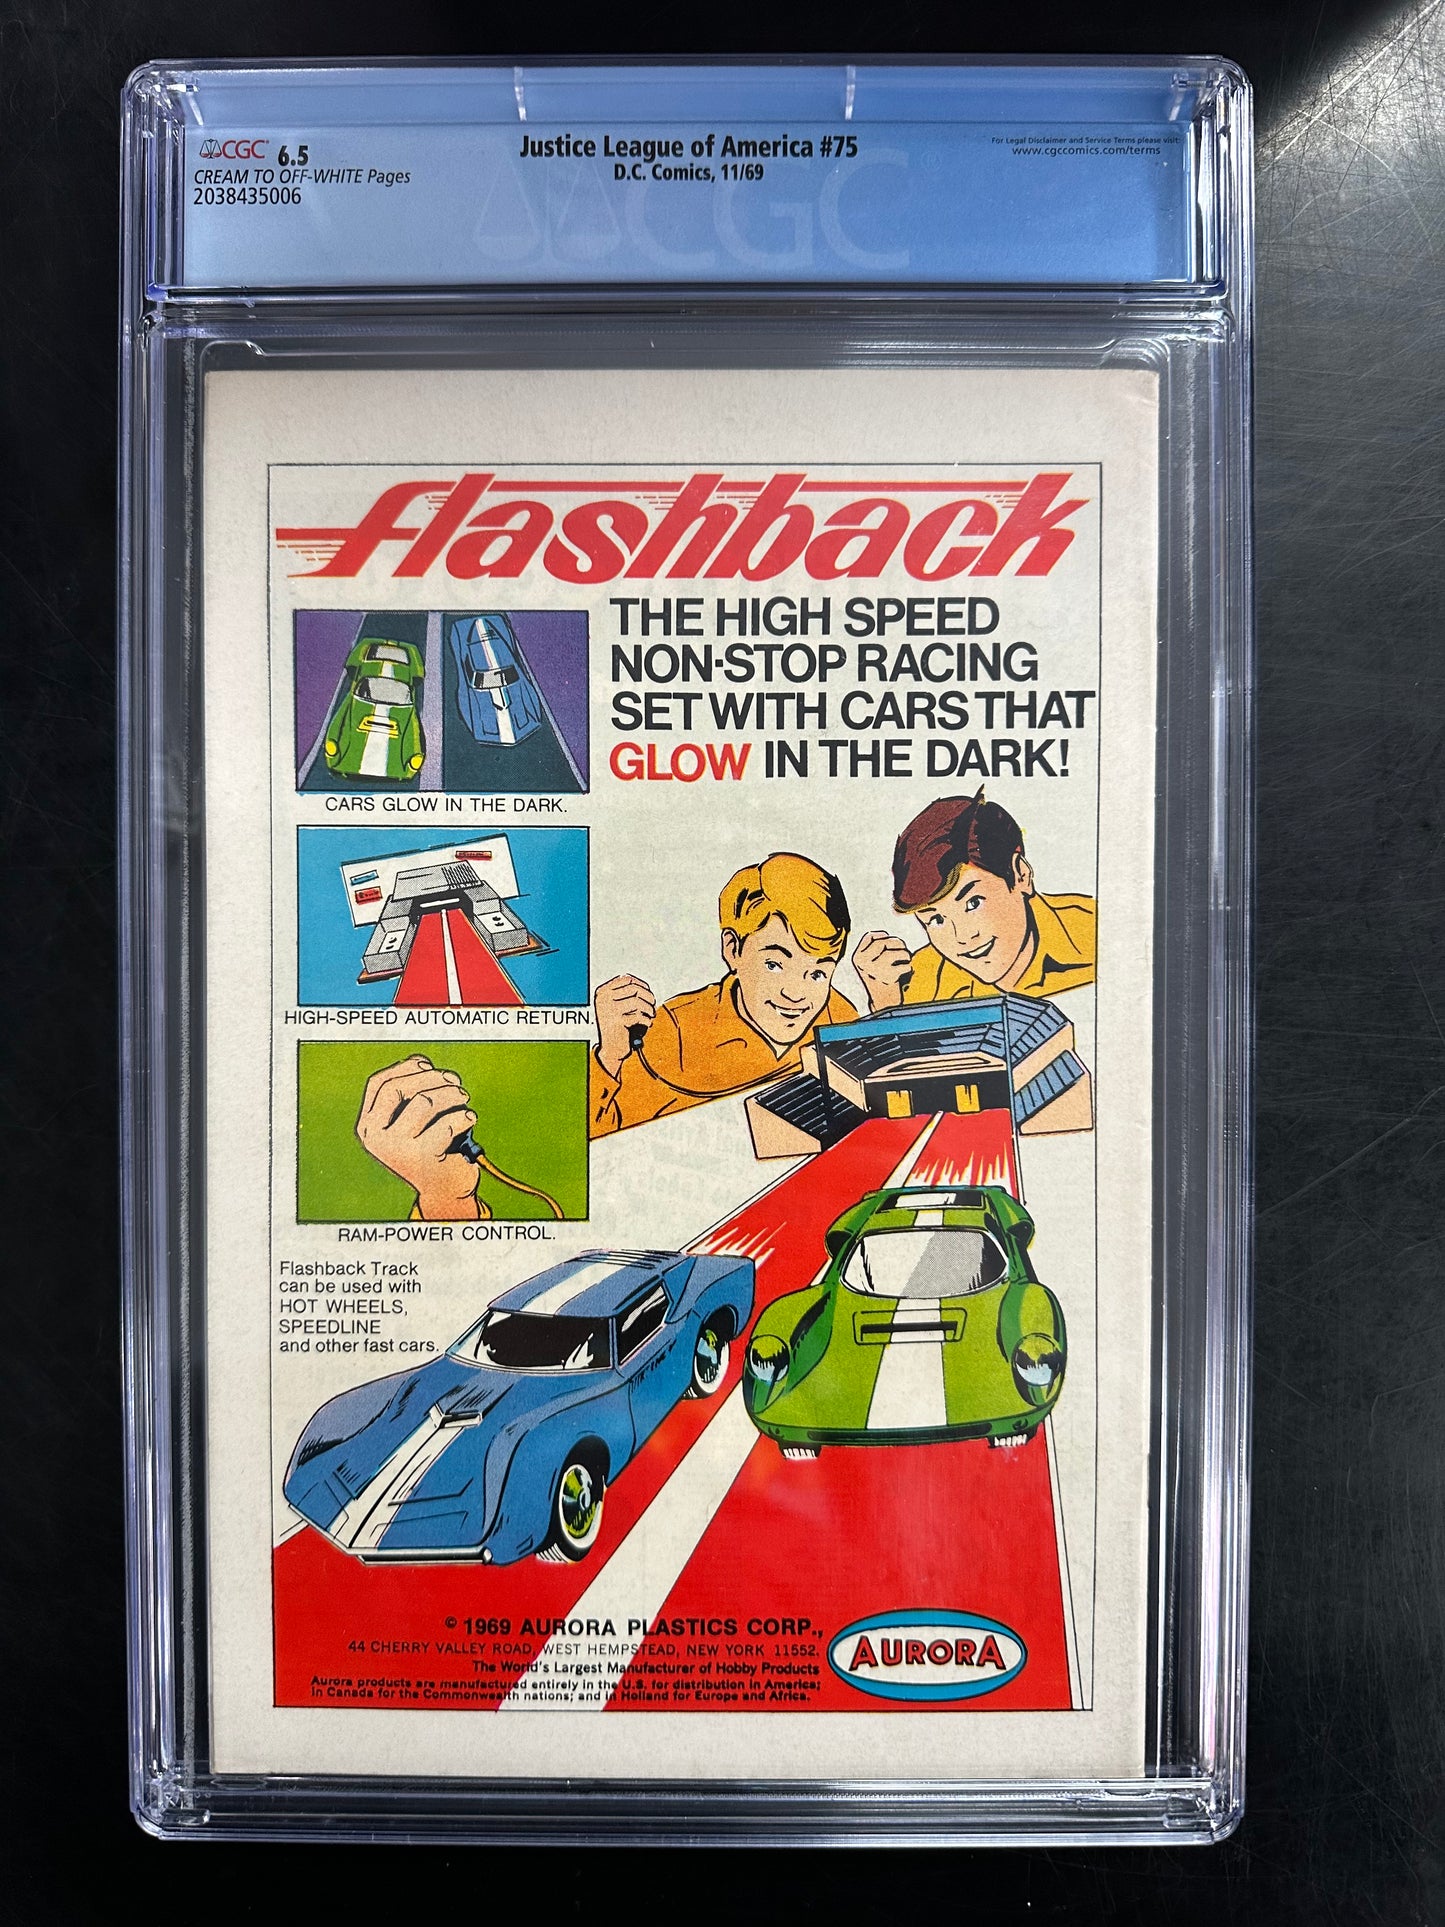 CGC 6.5
CREAM TO OFF-WHITE Pages
2038435006
Justice League of America #75
D.C. Comics, 11/69
For Legal Disclaimer and Service Terms please visit:
www.cgccomics.com/terms
CGC
flashback
THE HIGH SPEED
NON-STOP RACING
SET WITH CARS THAT
GLOW IN THE DARK!
CARS GLOW IN THE DARK.
HIGH-SPEED AUTOMATIC RETURN.
RAM-POWER CONTROL.
Flashback Track
can be used with
HOT WHEELS,
SPEEDLINE
and other fast cars.
© 1969 AURORA PLASTICS CORP.,
44 CHERRY VALLEY ROAD, WEST HEMPSTEAD, NEW YORK 11552.
The World's Largest Manufacturer of Hobby Products
Aurora products are manufactured entirely in the U.S. for distribution in America;
in Canada for the Commonwealth nations; and in Holland for Europe and Africa.
AURORA